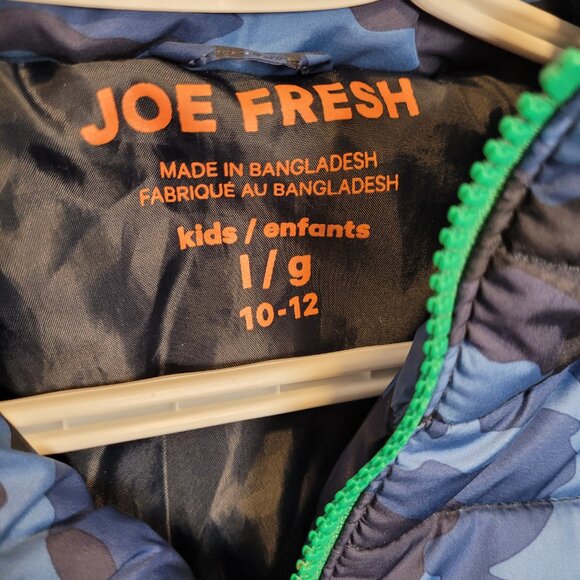 JOE FRESH
MADE IN BANGLADESH
FABRIQUÉ AU BANGLADESH
kids / enfants
l / g
10-12